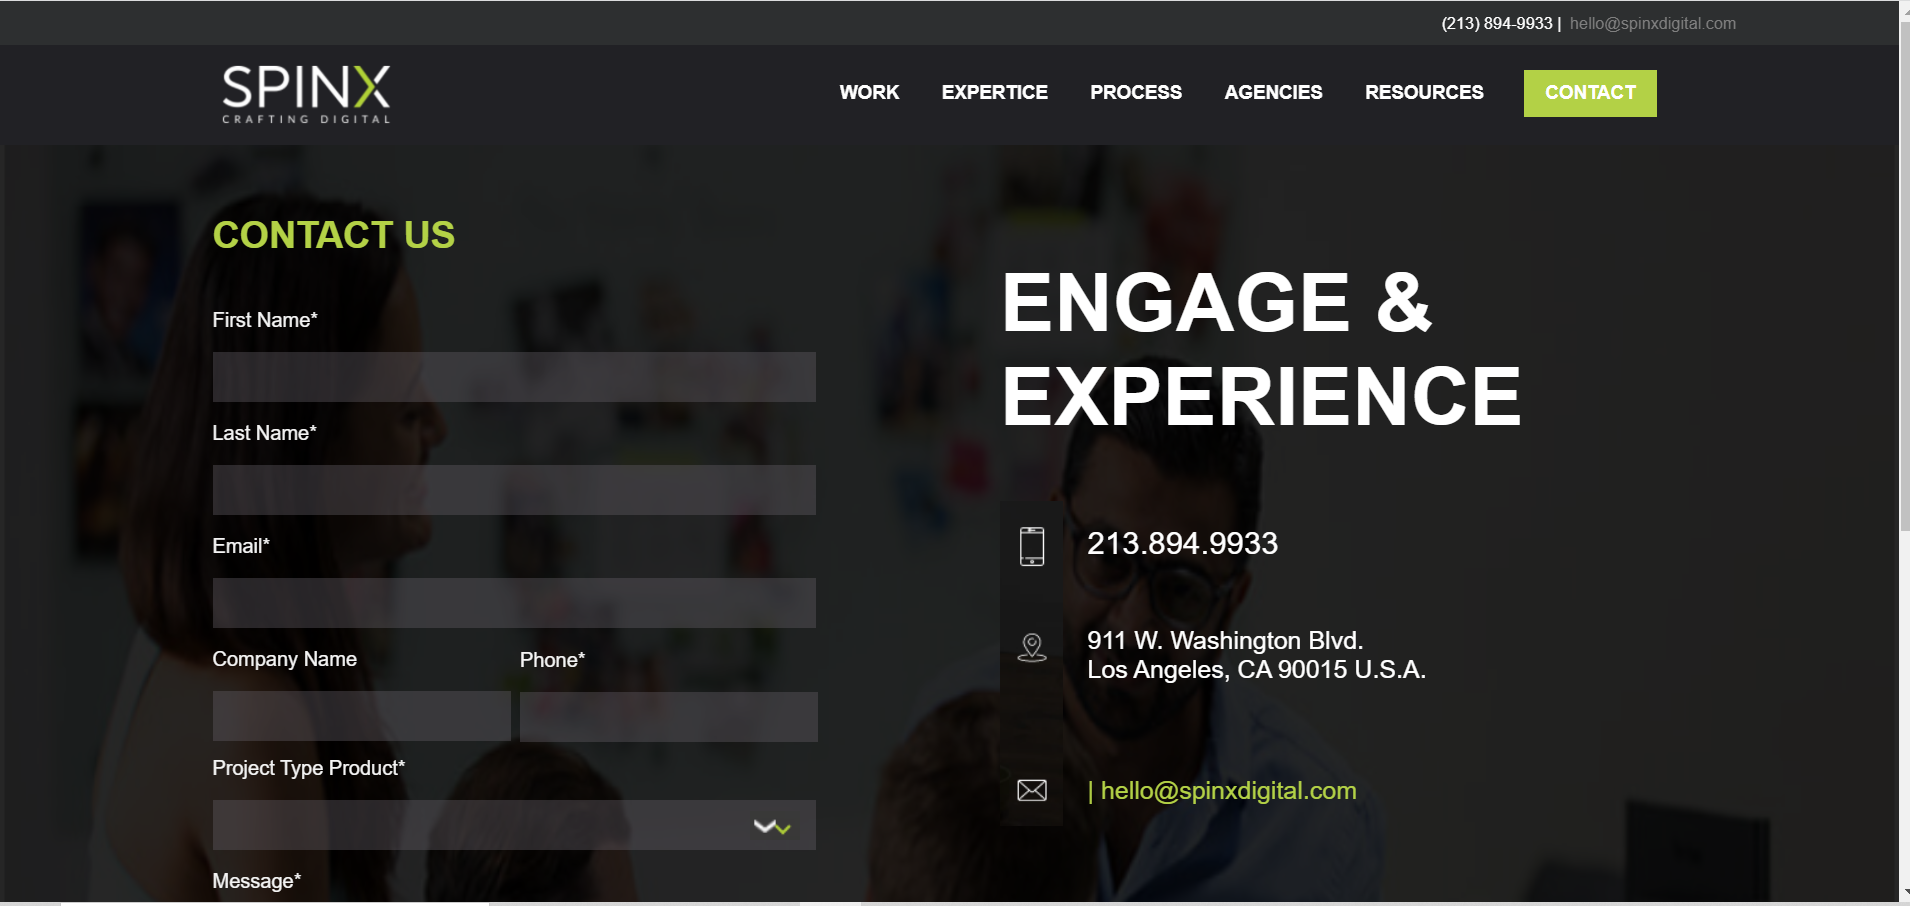 (213) 894-9933 | hello@spinxdigital.com
SPINX
CRAFTING DIGITAL
WORK EXPERTICE PROCESS AGENCIES RESOURCES CONTACT
CONTACT US
First Name*
Last Name*
Email*
Company Name Phone*
Project Type Product*
Message*
ENGAGE &
EXPERIENCE
213.894.9933
911 W. Washington Blvd.
Los Angeles, CA 90015 U.S.A.
| hello@spinxdigital.com